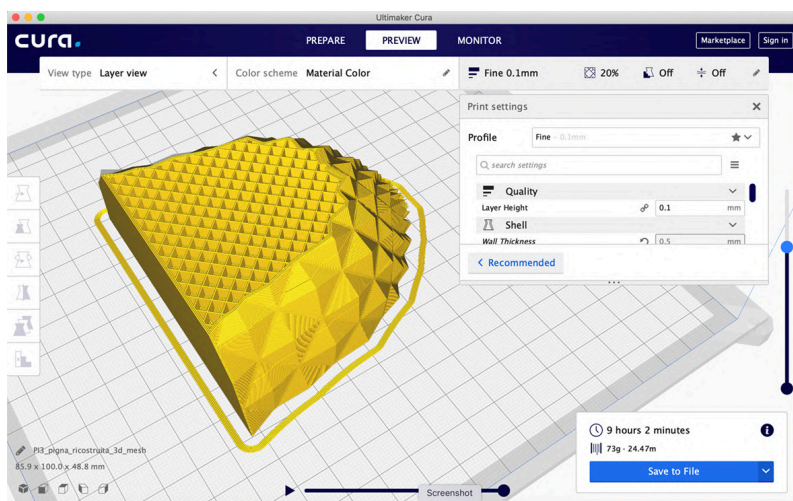 Ultimaker Cura
cura.
PREPARE PREVIEW MONITOR Marketplace Sign in
View type Layer view Color scheme Material Color Fine 0.1mm 20% Off Off
Print settings
Profile Fine - 0.1mm
search settings
Quality
Layer Height 0.1 mm
Shell
Wall Thickness 0.5 mm
Recommended
9 hours 2 minutes
PI3_pigna_ricostruita_3d_mesh
73g · 24.47m
85.9 x 100.0 x 48.8 mm
Save to File
Screenshot